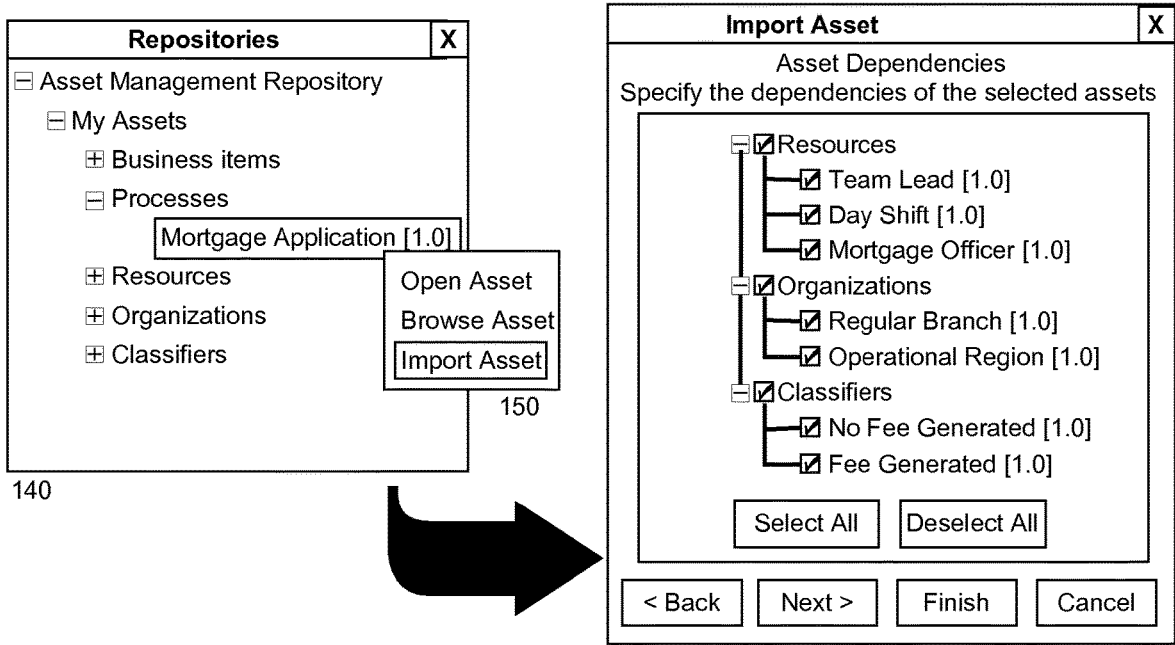 Repositories X
Asset Management Repository
My Assets
Business items
Processes
Mortgage Application [1.0]
Resources
Organizations
Classifiers
Open Asset
Browse Asset
Import Asset
150
140
Import Asset X
Asset Dependencies
Specify the dependencies of the selected assets
Resources
Team Lead [1.0]
Day Shift [1.0]
Mortgage Officer [1.0]
Organizations
Regular Branch [1.0]
Operational Region [1.0]
Classifiers
No Fee Generated [1.0]
Fee Generated [1.0]
Select All Deselect All
< Back Next > Finish Cancel